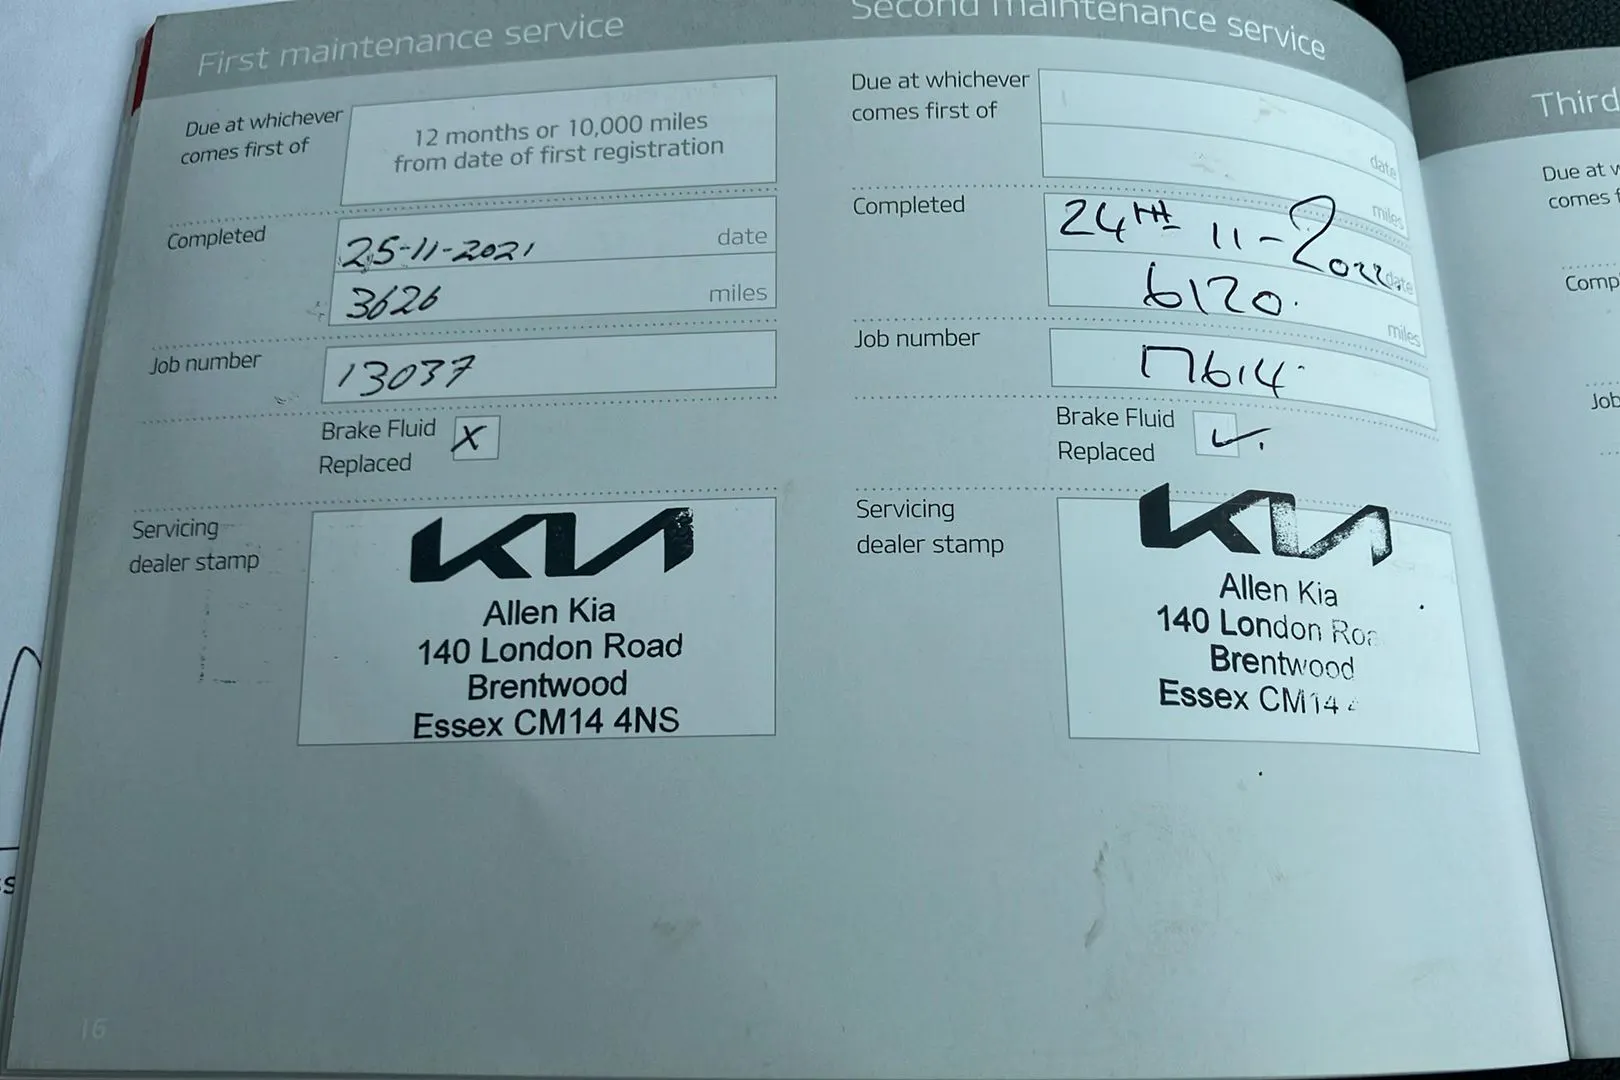 First maintenance service
Due at whichever
comes first of
12 months or 10,000 miles
from date of first registration
Completed
25-11-2021
date
3626
miles
Job number
13037
Brake Fluid
Replaced
X
Servicing
dealer stamp
KIA
Allen Kia
140 London Road
Brentwood
Essex CM14 4NS
16
Second maintenance service
Due at whichever
comes first of
date
miles
Completed
24TH 11-2022
date
6120.
miles
Job number
17614
Brake Fluid
Replaced
✓
Servicing
dealer stamp
KIA
Allen Kia
140 London
Brentwood
Essex CM14
Third
Due at
comes